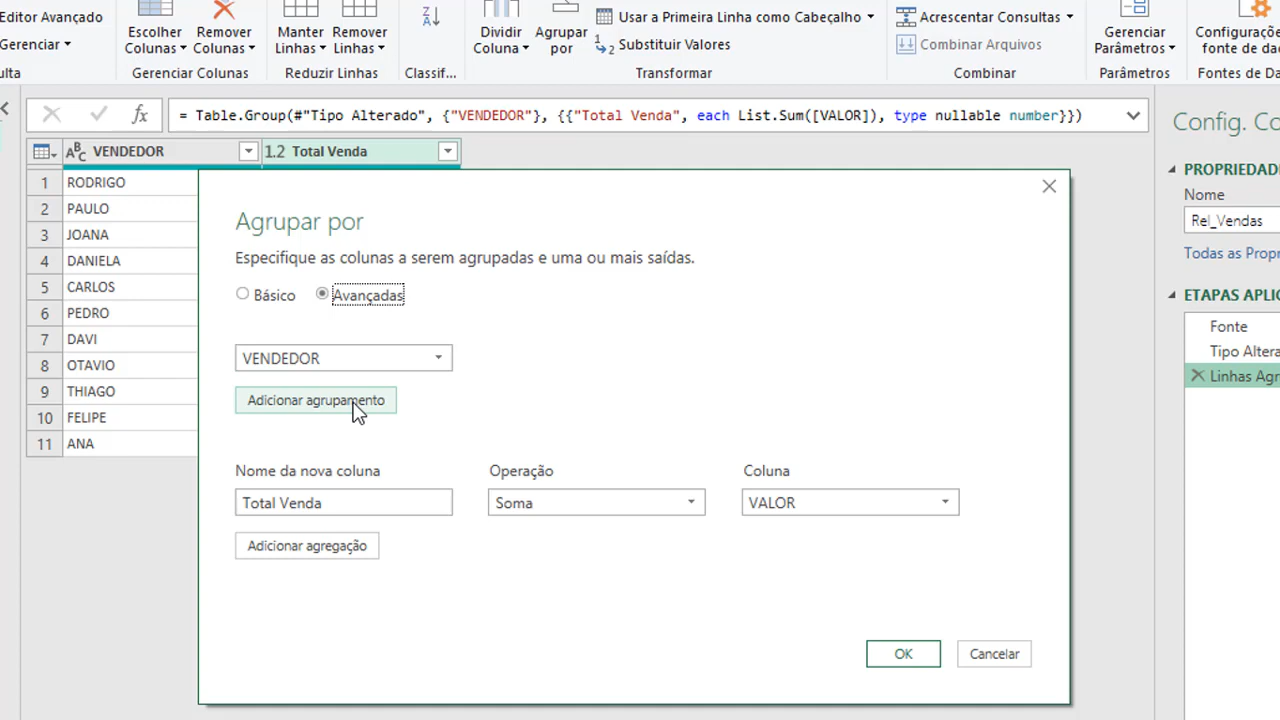 Editor Avançado
Gerenciar
Escolher Colunas
Remover Colunas
Gerenciar Colunas
Manter Linhas
Remover Linhas
Reduzir Linhas
Classif...
Dividir Coluna
Agrupar por
Usar a Primeira Linha como Cabeçalho
Substituir Valores
Transformar
Acrescentar Consultas
Combinar Arquivos
Combinar
Gerenciar Parâmetros
Parâmetros
fonte de
Fontes de
fx
= Table.Group(#"Tipo Alterado", {"VENDEDOR"}, {{"Total Venda", each List.Sum([VALOR]), type nullable number}})
ABC VENDEDOR
1.2 Total Venda
1 RODRIGO
2 PAULO
3 JOANA
4 DANIELA
5 CARLOS
6 PEDRO
7 DAVI
8 OTAVIO
9 THIAGO
10 FELIPE
11 ANA
Agrupar por
Especifique as colunas a serem agrupadas e uma ou mais saídas.
Básico
Avançadas
VENDEDOR
Adicionar agrupamento
Nome da nova coluna
Operação
Coluna
Total Venda
Soma
VALOR
Adicionar agregação
OK
Cancelar
Config.
PROPRIEDAD
Nome
Rel_Vendas
Todas as Propr
ETAPAS APLI
Fonte
Tipo Altera
Linhas Agr